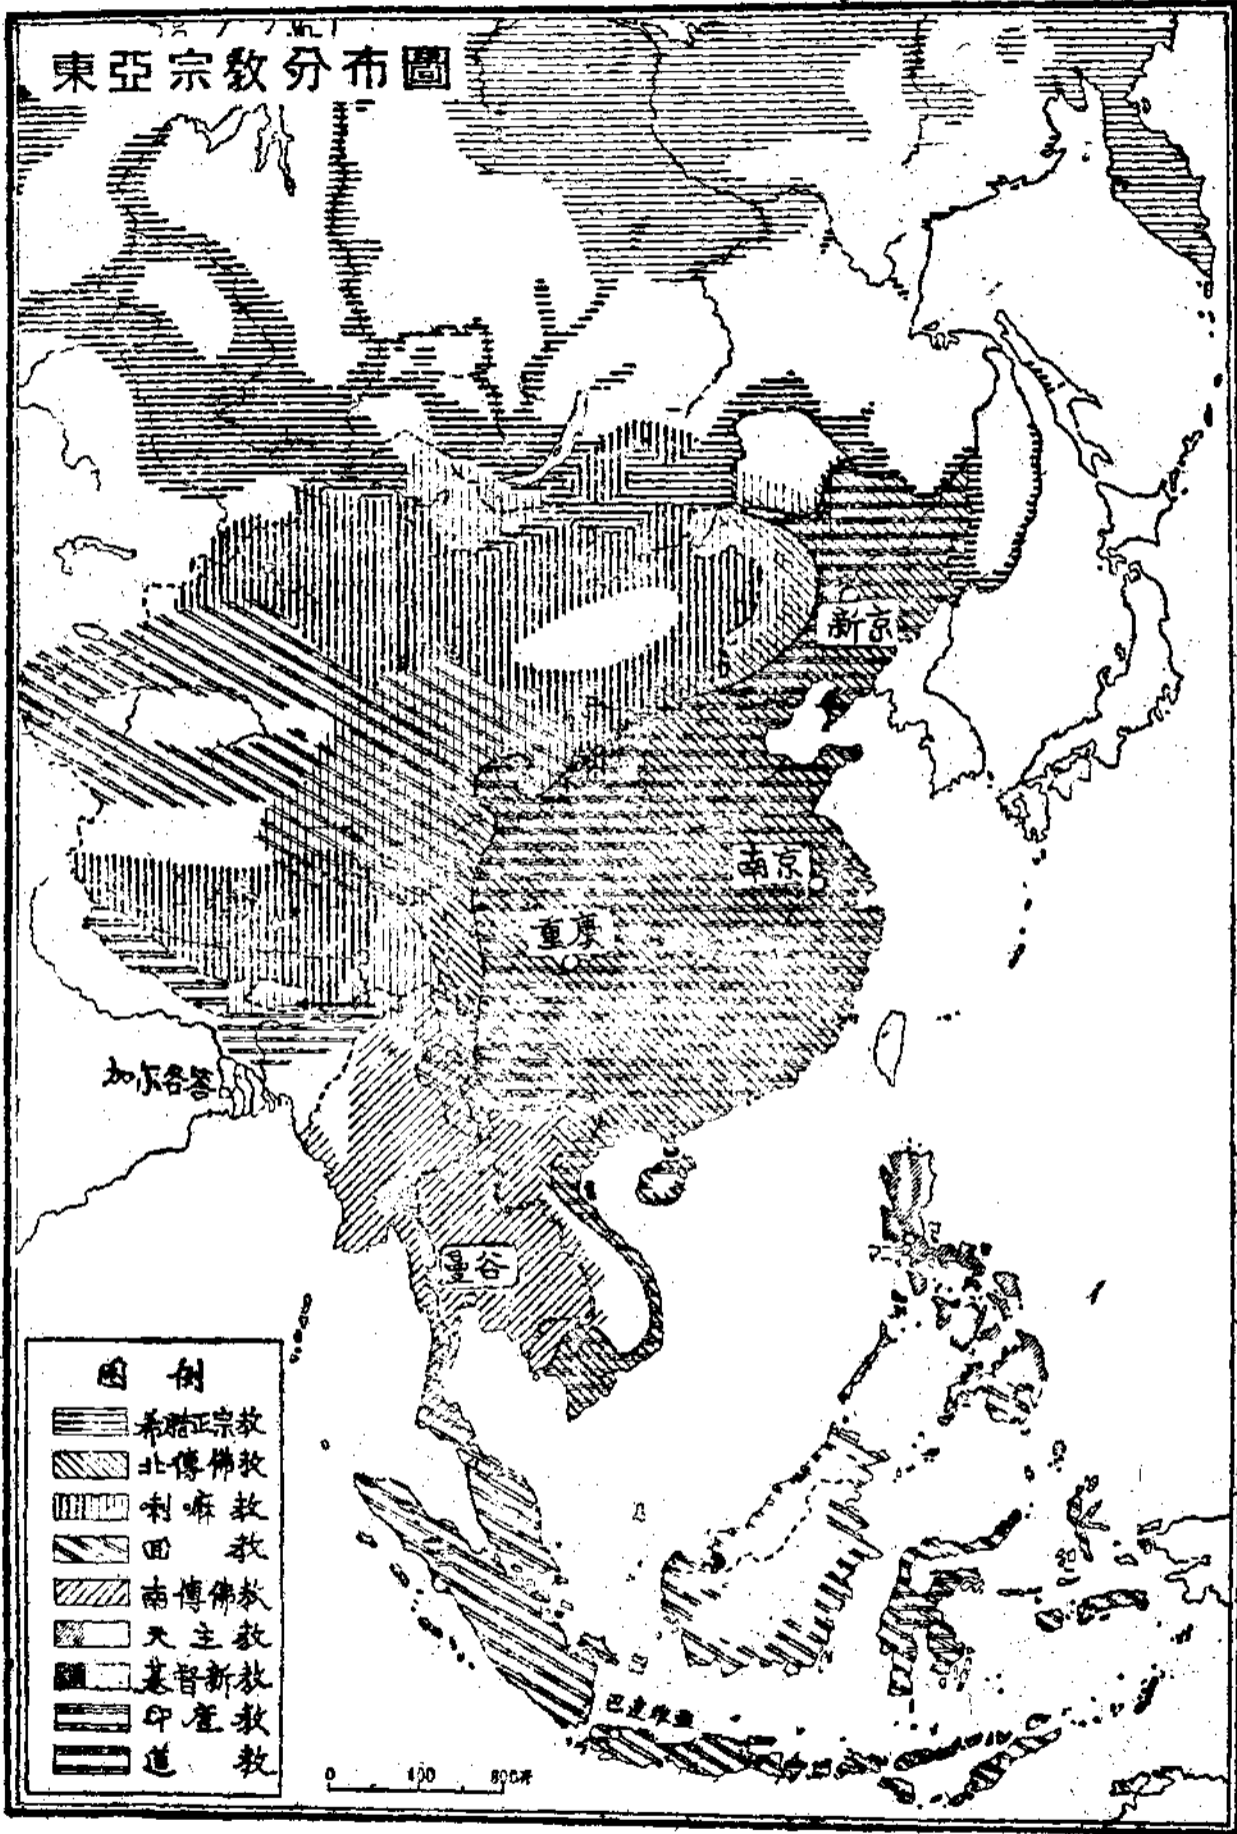 東亞宗教分布圖
新京
南京
重慶
加尔各答
曼谷
巴達維亞
图例
希腊正宗教
北傳佛教
喇嘛教
回教
南傳佛教
天主教
基督新教
印度教
道教
0 400 800